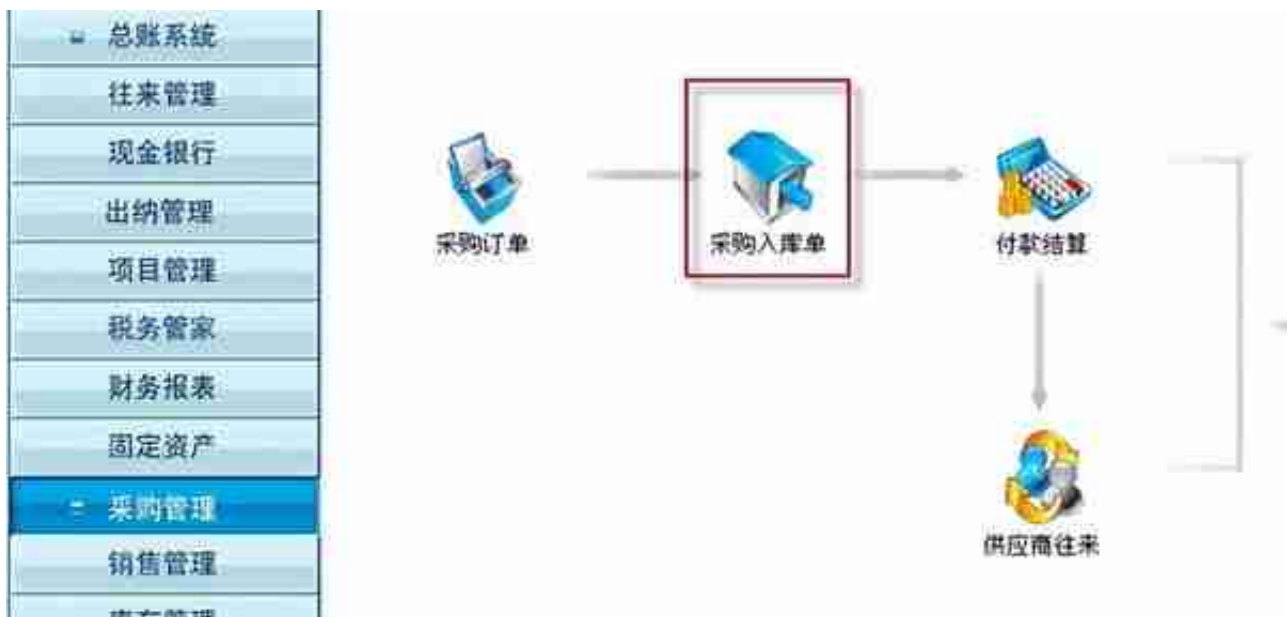 总账系统
往来管理
现金银行
出纳管理
项目管理
税务管家
财务报表
固定资产
采购管理
销售管理
采购订单
采购入库单
付款结算
供应商往来